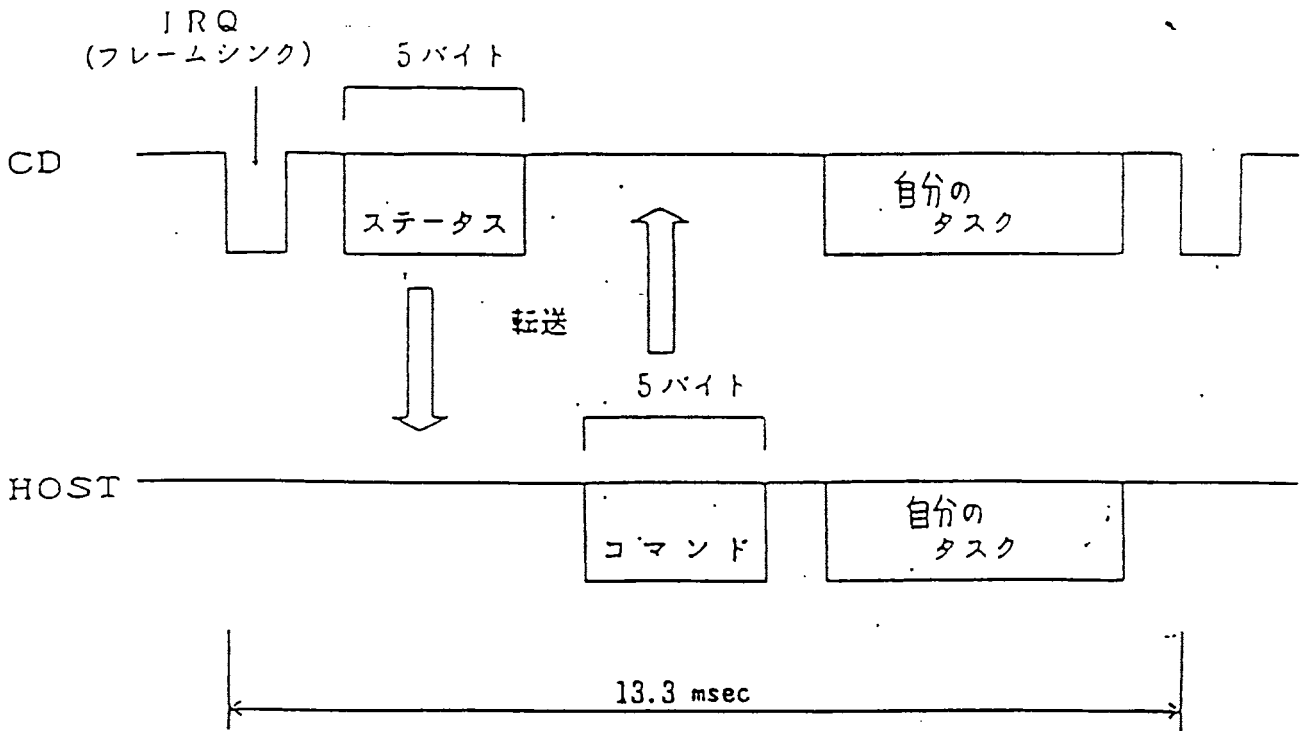 IRQ
(フレームシンク)
5バイト
CD
ステータス
自分の
タスク
転送
5バイト
HOST
コマンド
自分の
タスク
13.3 msec